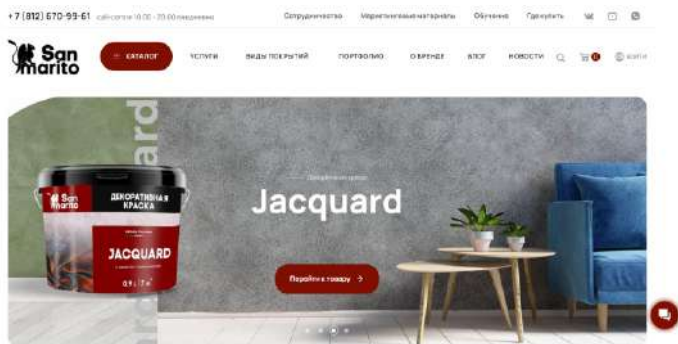 +7 (812) 670-99-61
Сотрудничество Маркетинговые материалы Обучение Где купить
San
marito
КАТАЛОГ УСЛУГИ ВИДЫ ПОКРЫТИЙ ПОРТФОЛИО О БРЕНДЕ БЛОГ НОВОСТИ
Jacquard
San
marito
ДЕКОРАТИВНАЯ
КРАСКА
JACQUARD
Перейти к товару